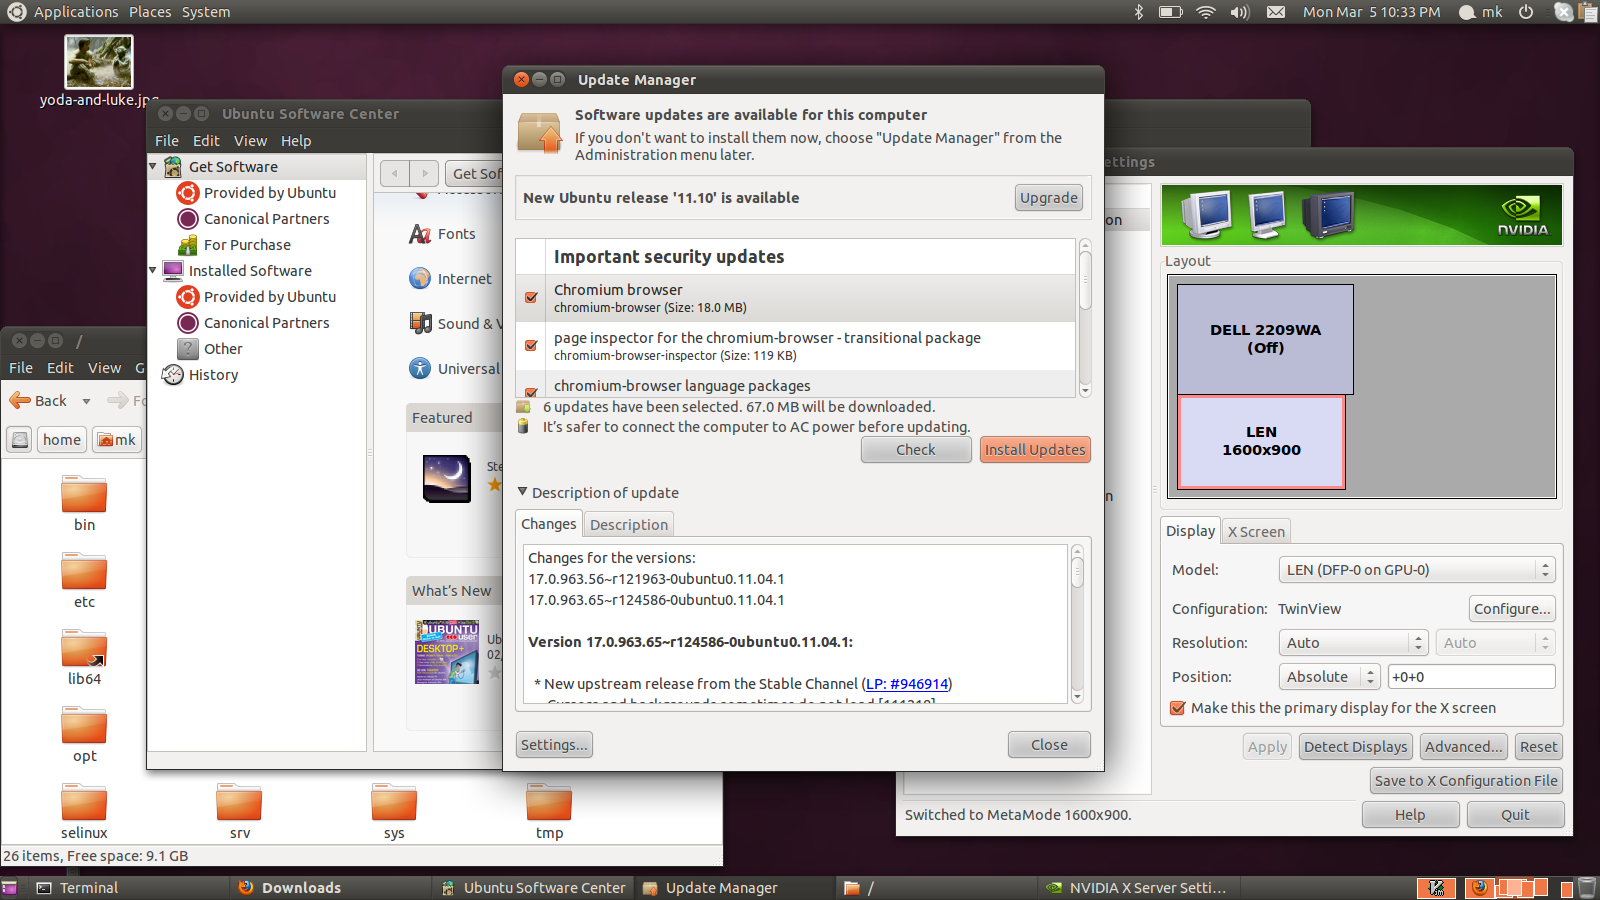 Applications Places System
Mon Mar 5 10:33 PM
mk
yoda-and-luke.jpg
Ubuntu Software Center
File Edit View Help
Get Software
Provided by Ubuntu
Canonical Partners
For Purchase
Installed Software
Provided by Ubuntu
Canonical Partners
Other
History
Get Sof
Fonts
Internet
Sound & V
Universal
Featured
Ste
What's New
UBUNTU
user
DESKTOP+
Ub
02,
/
File Edit View G
Back Fo
home mk
bin
etc
lib64
opt
selinux srv sys tmp
26 items, Free space: 9.1 GB
Update Manager
Software updates are available for this computer
If you don't want to install them now, choose "Update Manager" from the
Administration menu later.
New Ubuntu release '11.10' is available
Upgrade
Important security updates
Chromium browser
chromium-browser (Size: 18.0 MB)
page inspector for the chromium-browser - transitional package
chromium-browser-inspector (Size: 119 KB)
chromium-browser language packages
6 updates have been selected. 67.0 MB will be downloaded.
It's safer to connect the computer to AC power before updating.
Check Install Updates
Description of update
Changes Description
Changes for the versions:
17.0.963.56~r121963-0ubuntu0.11.04.1
17.0.963.65~r124586-0ubuntu0.11.04.1
Version 17.0.963.65~r124586-0ubuntu0.11.04.1:
* New upstream release from the Stable Channel (LP: #946914)
Settings... Close
ettings
on
n
NVIDIA
Layout
DELL 2209WA
(Off)
LEN
1600x900
Display X Screen
Model: LEN (DFP-0 on GPU-0)
Configuration: TwinView Configure...
Resolution: Auto Auto
Position: Absolute +0+0
Make this the primary display for the X screen
Apply Detect Displays Advanced... Reset
Save to X Configuration File
Switched to MetaMode 1600x900.
Help Quit
Terminal Downloads Ubuntu Software Center Update Manager / NVIDIA X Server Setti...